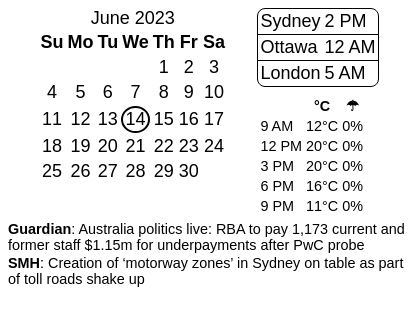 June 2023
Su Mo Tu We Th Fr Sa
1 2 3
4 5 6 7 8 9 10
11 12 13 14 15 16 17
18 19 20 21 22 23 24
25 26 27 28 29 30
Sydney 2 PM
Ottawa 12 AM
London 5 AM
°C ☂
9 AM 12°C 0%
12 PM 20°C 0%
3 PM 20°C 0%
6 PM 16°C 0%
9 PM 11°C 0%
Guardian: Australia politics live: RBA to pay 1,173 current and
former staff $1.15m for underpayments after PwC probe
SMH: Creation of ‘motorway zones’ in Sydney on table as part
of toll roads shake up